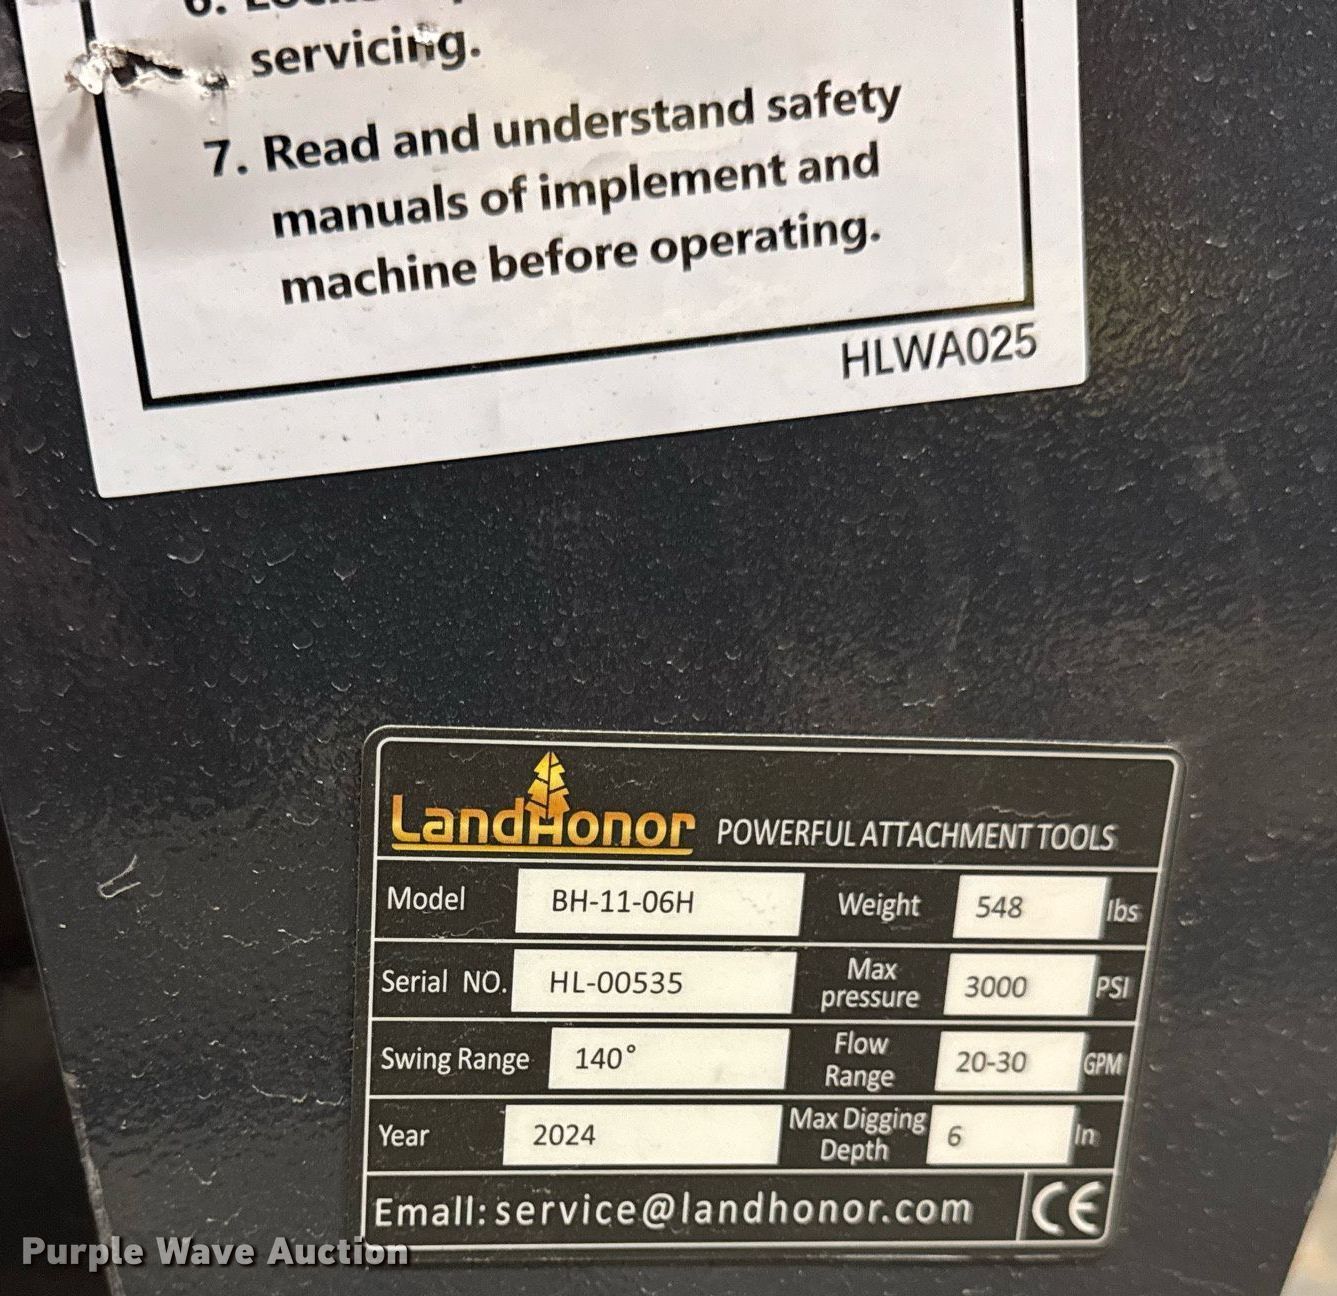 6.
servicing.
7. Read and understand safety
manuals of implement and
machine before operating.
HLWA025
LandHonor POWERFUL ATTACHMENT TOOLS
Model BH-11-06H Weight 548 lbs
Serial NO. HL-00535 Max pressure 3000 PSI
Swing Range 140° Flow Range 20-30 GPM
Year 2024 Max Digging Depth 6 In
Emall: service@landhonor.com CE
Purple Wave Auction